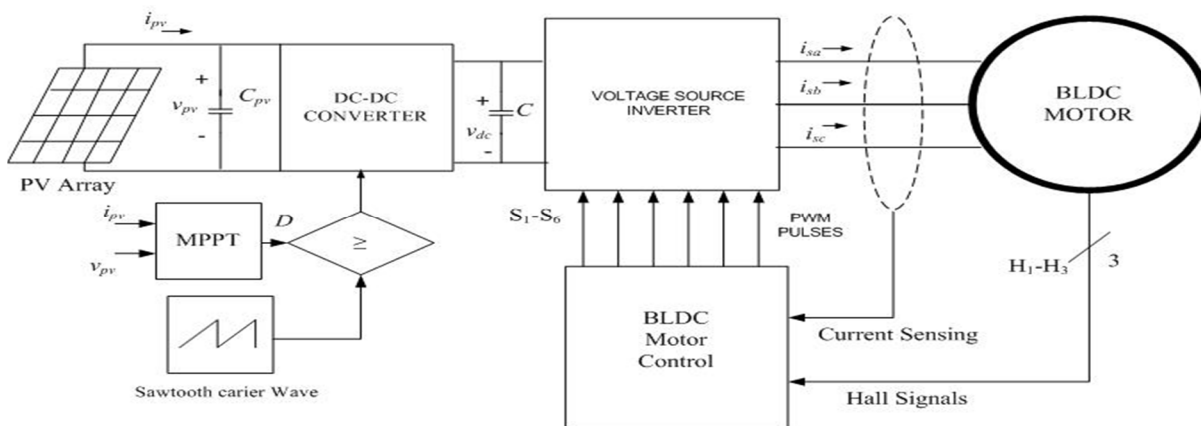 i_pv
PV Array
+
v_pv
-
C_pv
DC-DC
CONVERTER
+
v_dc
-
C
VOLTAGE SOURCE
INVERTER
i_sa
i_sb
i_sc
BLDC
MOTOR
i_pv
v_pv
MPPT
D
≥
Sawtooth carier Wave
S₁-S₆
PWM
PULSES
BLDC
Motor
Control
Current Sensing
Hall Signals
H₁-H₃
3